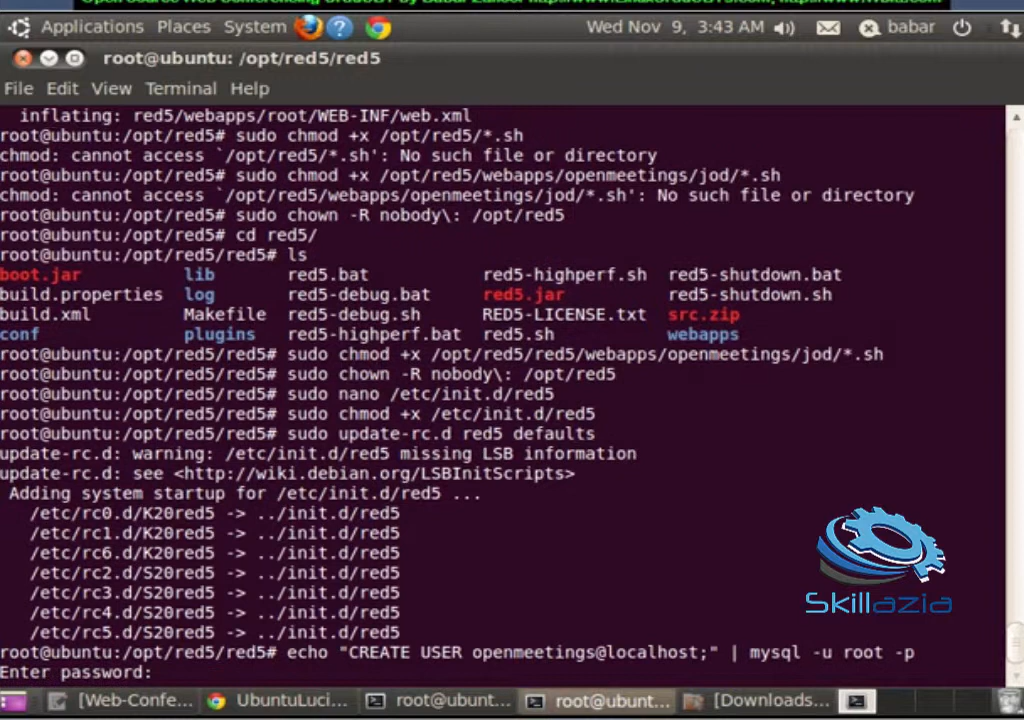 Open Source Web Conferencing
Applications Places System ? Wed Nov 9, 3:43 AM babar
root@ubuntu: /opt/red5/red5
File Edit View Terminal Help
inflating: red5/webapps/root/WEB-INF/web.xml
root@ubuntu:/opt/red5# sudo chmod +x /opt/red5/*.sh
chmod: cannot access `/opt/red5/*.sh': No such file or directory
root@ubuntu:/opt/red5# sudo chmod +x /opt/red5/webapps/openmeetings/jod/*.sh
chmod: cannot access `/opt/red5/webapps/openmeetings/jod/*.sh': No such file or directory
root@ubuntu:/opt/red5# sudo chown -R nobody\: /opt/red5
root@ubuntu:/opt/red5# cd red5/
root@ubuntu:/opt/red5/red5# ls
boot.jar lib red5.bat red5-highperf.sh red5-shutdown.bat
build.properties log red5-debug.bat red5.jar red5-shutdown.sh
build.xml Makefile red5-debug.sh RED5-LICENSE.txt src.zip
conf plugins red5-highperf.bat red5.sh webapps
root@ubuntu:/opt/red5/red5# sudo chmod +x /opt/red5/red5/webapps/openmeetings/jod/*.sh
root@ubuntu:/opt/red5/red5# sudo chown -R nobody\: /opt/red5
root@ubuntu:/opt/red5/red5# sudo nano /etc/init.d/red5
root@ubuntu:/opt/red5/red5# sudo chmod +x /etc/init.d/red5
root@ubuntu:/opt/red5/red5# sudo update-rc.d red5 defaults
update-rc.d: warning: /etc/init.d/red5 missing LSB information
update-rc.d: see <http://wiki.debian.org/LSBInitScripts>
Adding system startup for /etc/init.d/red5 ...
/etc/rc0.d/K20red5 -> ../init.d/red5
/etc/rc1.d/K20red5 -> ../init.d/red5
/etc/rc6.d/K20red5 -> ../init.d/red5
/etc/rc2.d/S20red5 -> ../init.d/red5
/etc/rc3.d/S20red5 -> ../init.d/red5
/etc/rc4.d/S20red5 -> ../init.d/red5
/etc/rc5.d/S20red5 -> ../init.d/red5
Skillazia
root@ubuntu:/opt/red5/red5# echo "CREATE USER openmeetings@localhost;" | mysql -u root -p
Enter password:
[Web-Confe... UbuntuLuci... root@ubunt... root@ubunt... [Downloads...